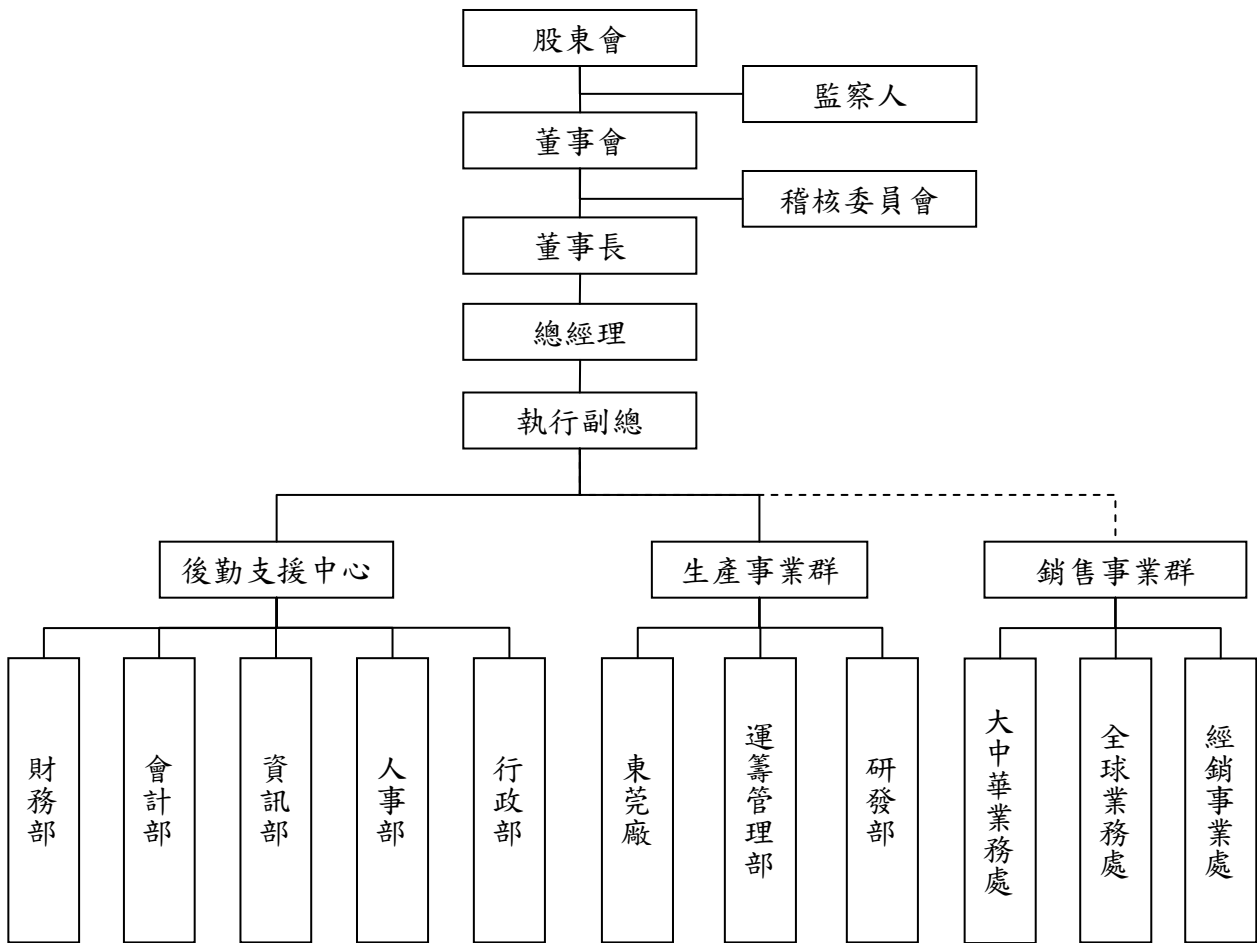 股東會
監察人
董事會
稽核委員會
董事長
總經理
執行副總
後勤支援中心
生產事業群
銷售事業群
財務部
會計部
資訊部
人事部
行政部
東莞廠
運籌管理部
研發部
大中華業務處
全球業務處
經銷事業處